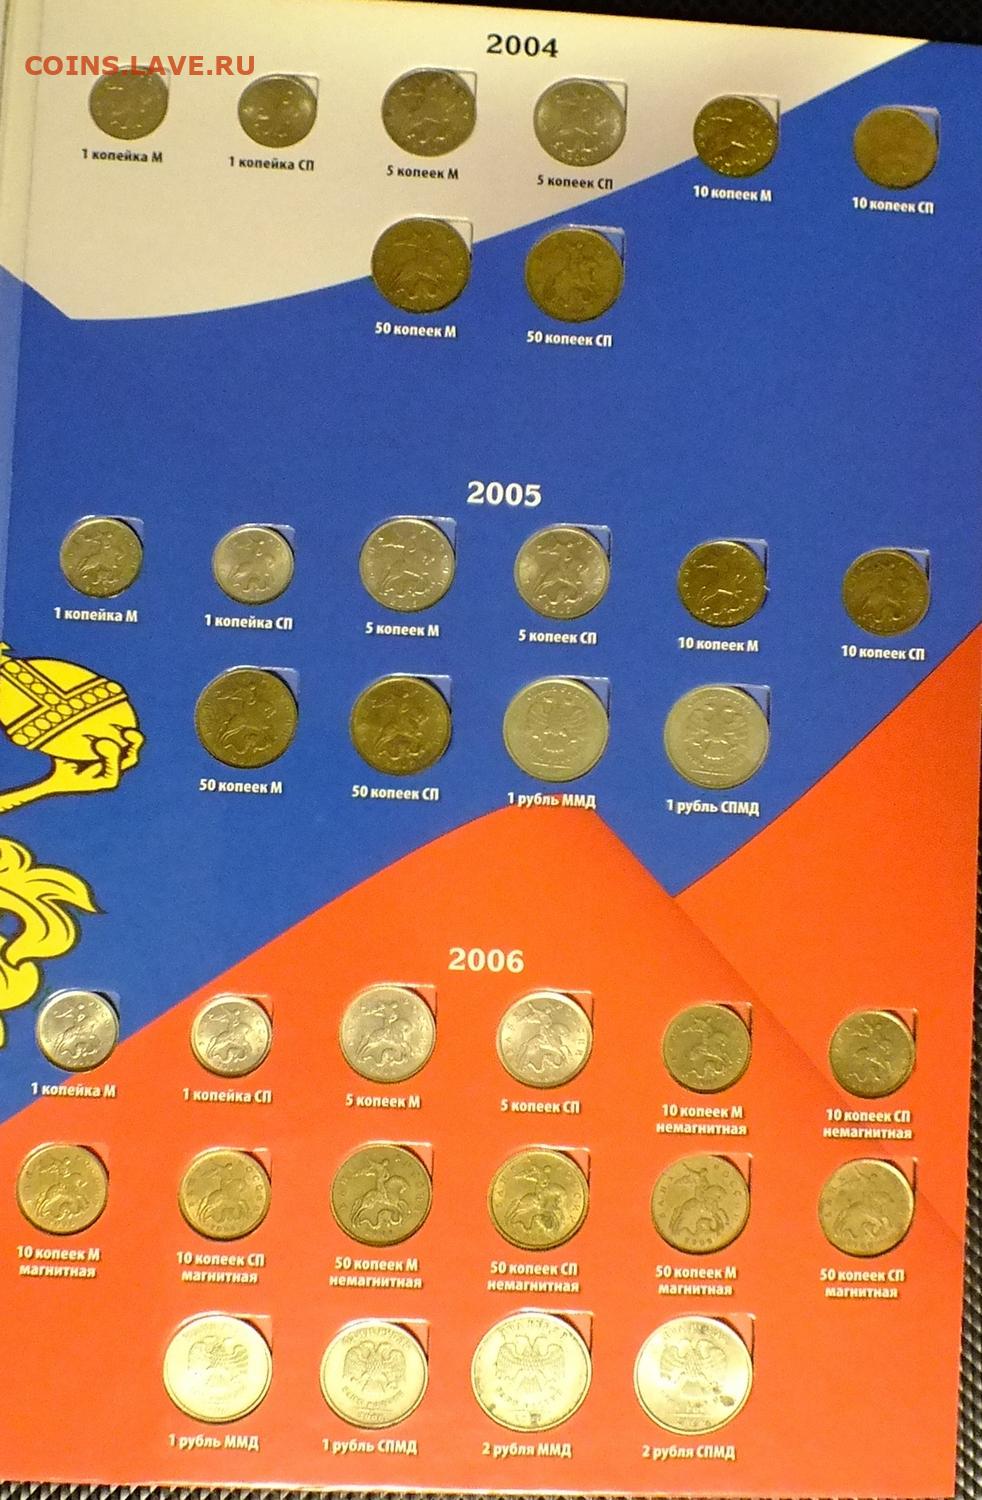 COINS.LAVE.RU
2004
1 копейка М
1 копейка СП
5 копеек М
5 копеек СП
10 копеек М
10 копеек СП
50 копеек М
50 копеек СП
2005
1 копейка М
1 копейка СП
5 копеек М
5 копеек СП
10 копеек М
10 копеек СП
50 копеек М
50 копеек СП
1 рубль ММД
1 рубль СПМД
2006
1 копейка М
1 копейка СП
5 копеек М
5 копеек СП
10 копеек М
немагнитная
10 копеек СП
немагнитная
10 копеек М
магнитная
10 копеек СП
магнитная
50 копеек М
немагнитная
50 копеек СП
немагнитная
50 копеек М
магнитная
50 копеек СП
магнитная
1 рубль ММД
1 рубль СПМД
2 рубля ММД
2 рубля СПМД